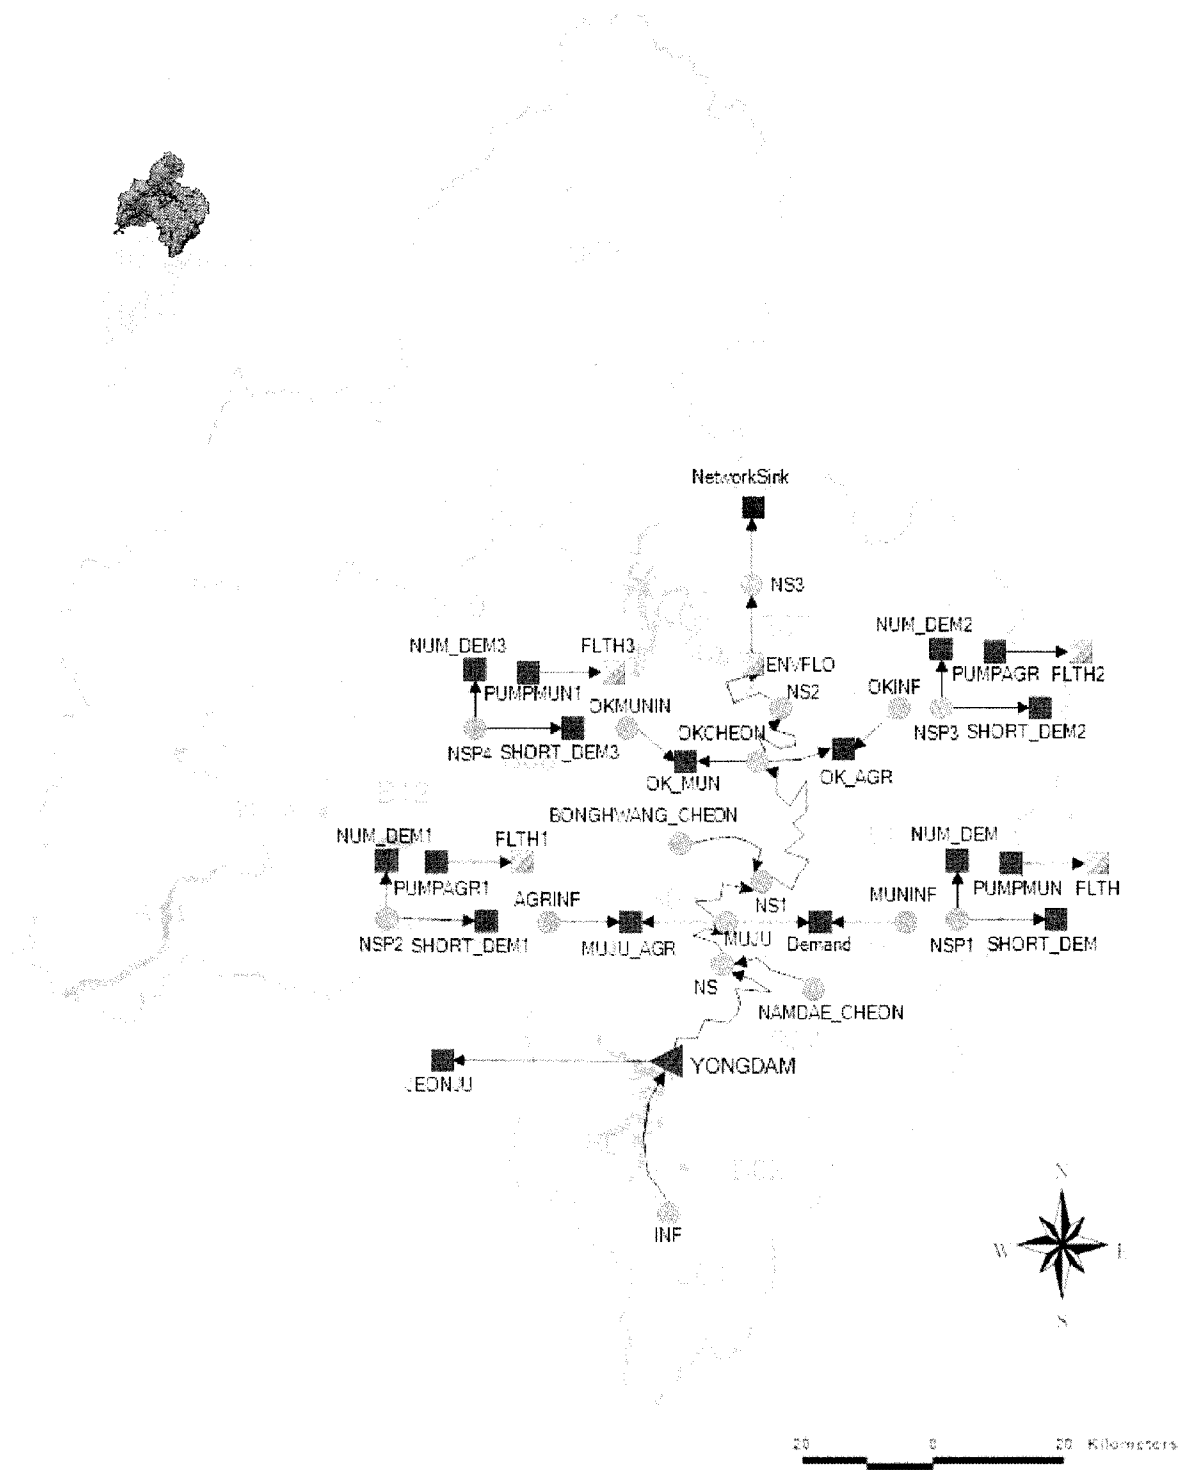 NetworkSink
NS3
NUM_DEM2
NUM_DEM3
FLTH3
ENVFLO
PUMPAGR
FLTH2
PUMPMUN1
OKMUNIN
NS2
OKINF
OKCHEON
NSP3
SHORT_DEM2
NSP4
SHORT_DEM3
OK_MUN
OK_AGR
BONGHWANG_CHEON
NUM_DEM1
FLTH1
NUM_DEM
PUMPAGR1
AGRINF
NS1
MUNINF
PUMPMUN
FLTH
NSP2
SHORT_DEM1
MUJU_AGR
MUJU
Demand
NSP1
SHORT_DEM
NS
NAMDAE_CHEON
YONGDAM
JEONJU
INF
N
W
E
S
20 0 20 Kilometers